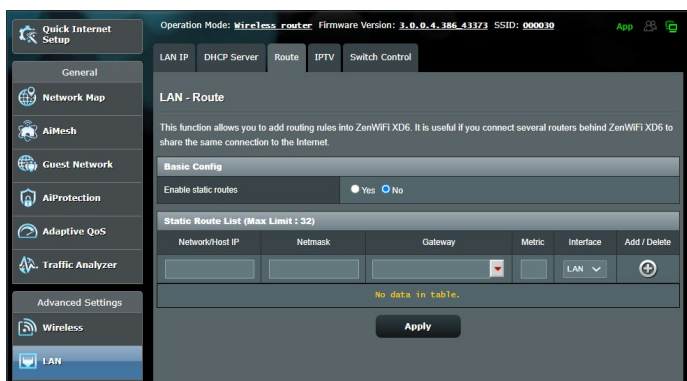 Quick Internet
Setup
Operation Mode: Wireless router Firmware Version: 3.0.0.4.386_43373 SSID: 000030
App
LAN IP DHCP Server Route IPTV Switch Control
General
Network Map
AiMesh
Guest Network
AiProtection
Adaptive QoS
Traffic Analyzer
Advanced Settings
Wireless
LAN
LAN - Route
This function allows you to add routing rules into ZenWiFi XD6. It is useful if you connect several routers behind ZenWiFi XD6 to
share the same connection to the Internet.
Basic Config
Enable static routes Yes No
Static Route List (Max Limit : 32)
Network/Host IP Netmask Gateway Metric Interface Add / Delete
LAN
No data in table.
Apply